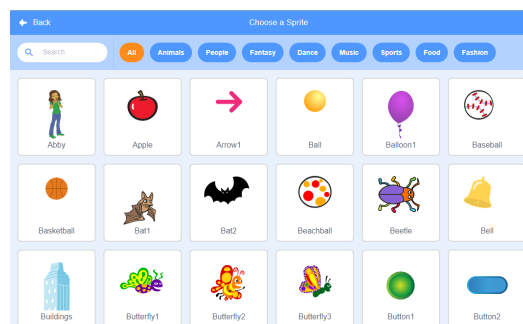 Back
Choose a Sprite
Search
All Animals People Fantasy Dance Music Sports Food Fashion
Abby Apple Arrow1 Ball Balloon1 Baseball
Basketball Bat1 Bat2 Beachball Beetle Bell
Buildings Butterfly1 Butterfly2 Butterfly3 Button1 Button2